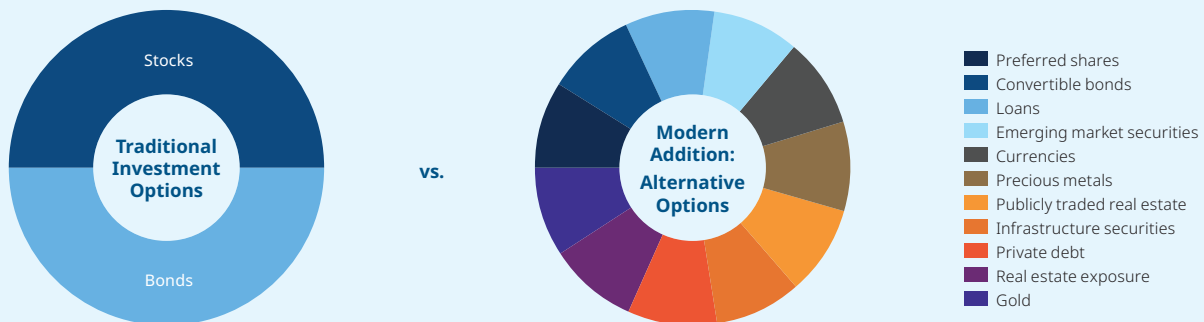 Stocks
Traditional
Investment
Options
Bonds
vs.
Modern
Addition:
Alternative
Options
Preferred shares
Convertible bonds
Loans
Emerging market securities
Currencies
Precious metals
Publicly traded real estate
Infrastructure securities
Private debt
Real estate exposure
Gold